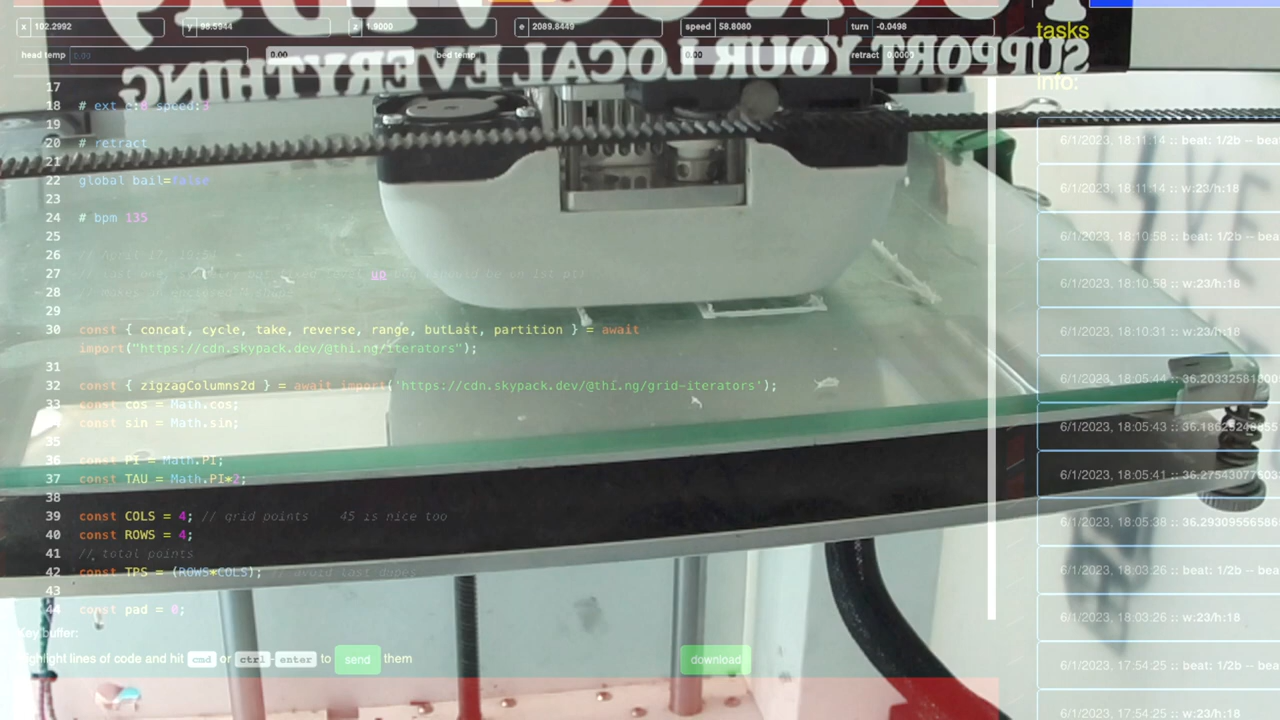 x 102.2992 y 98.5944 z 1.9000 e 2089.8449 speed 58.8080 turn -0.0498
head temp 0.00 0.00 bed temp 0.00 retract 0.0000
tasks
SUPPORT YOUR LOCAL EVERYTHING
info:
17
18 # ext c:8 speed:3
19
20 # retract
21
22 global bail=false
23
24 # bpm 135
25
26 // April 17,
27 up
28
29
30 const { concat, cycle, take, reverse, range, butLast, partition } = await
import("https://cdn.skypack.dev/@thi.ng/iterators");
31
32 const { zigzagColumns2d } = await import('https://cdn.skypack.dev/@thi.ng/grid-iterators');
33 const cos = Math.cos;
34 const sin = Math.sin;
35
36 const PI = Math.PI;
37 const TAU = Math.PI*2;
38
39 const COLS = 4; // grid points 45 is nice too
40 const ROWS = 4;
41 // total points
42 const TPS = (ROWS*COLS); // avoid last dupes
43
44 const pad = 0;
Key buffer:
highlight lines of code and hit cmd or ctrl-enter to send them
download
6/1/2023, 18:11:14 :: beat: 1/2b -- bea
6/1/2023, 18:11:14 :: w:23/h:18
6/1/2023, 18:10:58 :: beat: 1/2b -- bea
6/1/2023, 18:10:58 :: w:23/h:18
6/1/2023, 18:10:31 :: w:23/h:18
6/1/2023, 18:05:44 :: 36.20332581
6/1/2023, 18:05:43 :: 36.186
6/1/2023, 18:05:41 :: 36.27543077503
6/1/2023, 18:05:38 :: 36.29309556586
6/1/2023, 18:03:26 :: beat: 1/2b -- bea
6/1/2023, 18:03:26 :: w:23/h:18
6/1/2023, 17:54:25 :: beat: 1/2b -- bea
6/1/2023, 17:54:25 :: w:23/h:18
LIVE